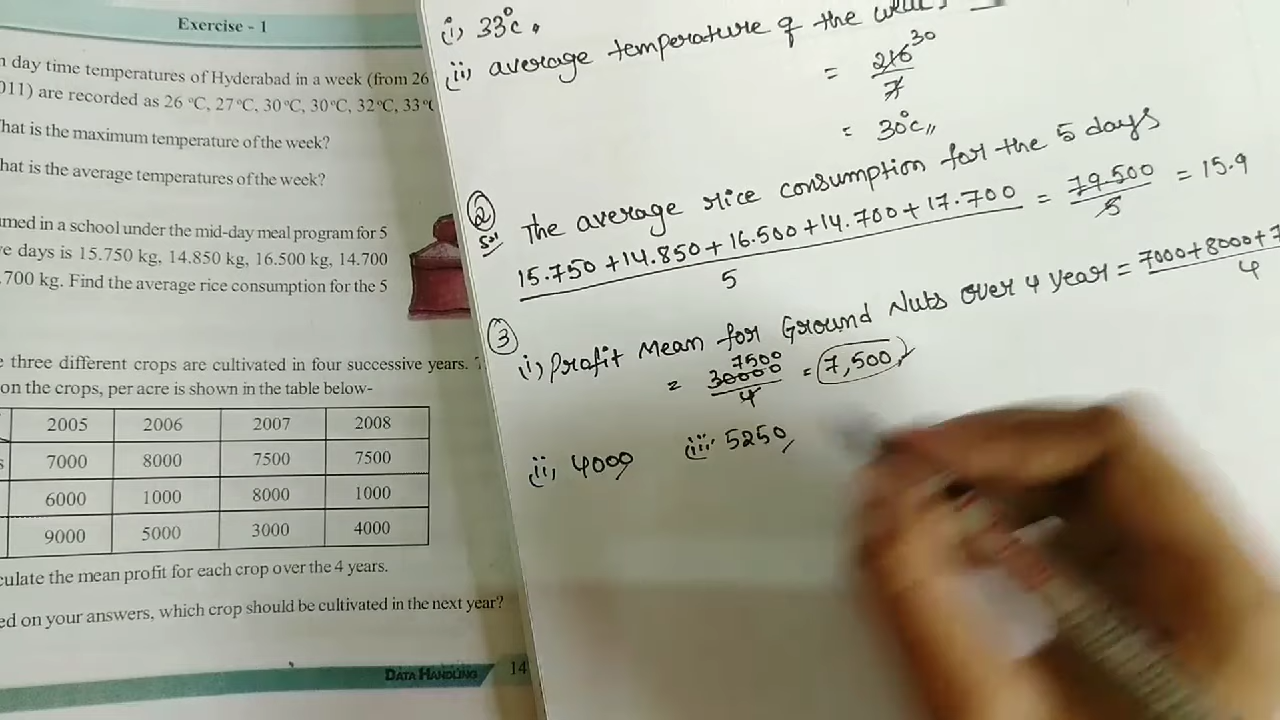 Exercise - 1
day time temperatures of Hyderabad in a week (from 26
011) are recorded as 26 °C, 27 °C, 30 °C, 30 °C, 32 °C, 33 °C
hat is the maximum temperature of the week?
hat is the average temperatures of the week?
med in a school under the mid-day meal program for 5
e days is 15.750 kg, 14.850 kg, 16.500 kg, 14.700
.700 kg. Find the average rice consumption for the 5
three different crops are cultivated in four successive years.
on the crops, per acre is shown in the table below-
2005 2006 2007 2008
s 7000 8000 7500 7500
6000 1000 8000 1000
9000 5000 3000 4000
culate the mean profit for each crop over the 4 years.
ed on your answers, which crop should be cultivated in the next year?
DATA HANDLING 14
(i) 33°c.
(ii) average temperature of the
= 216 30 / 7
= 30°c,,
② The average rice consumption for the 5 days
Sol 15.750 + 14.850 + 16.500 + 14.700 + 17.700 / 5 = 79.500 / 5 = 15.9
③
(i) Profit Mean for Ground Nuts over 4 year = 7000+8000+7 / 4
= 30000 7500 / 4 = 7,500
(ii) 4000 (iii) 5250